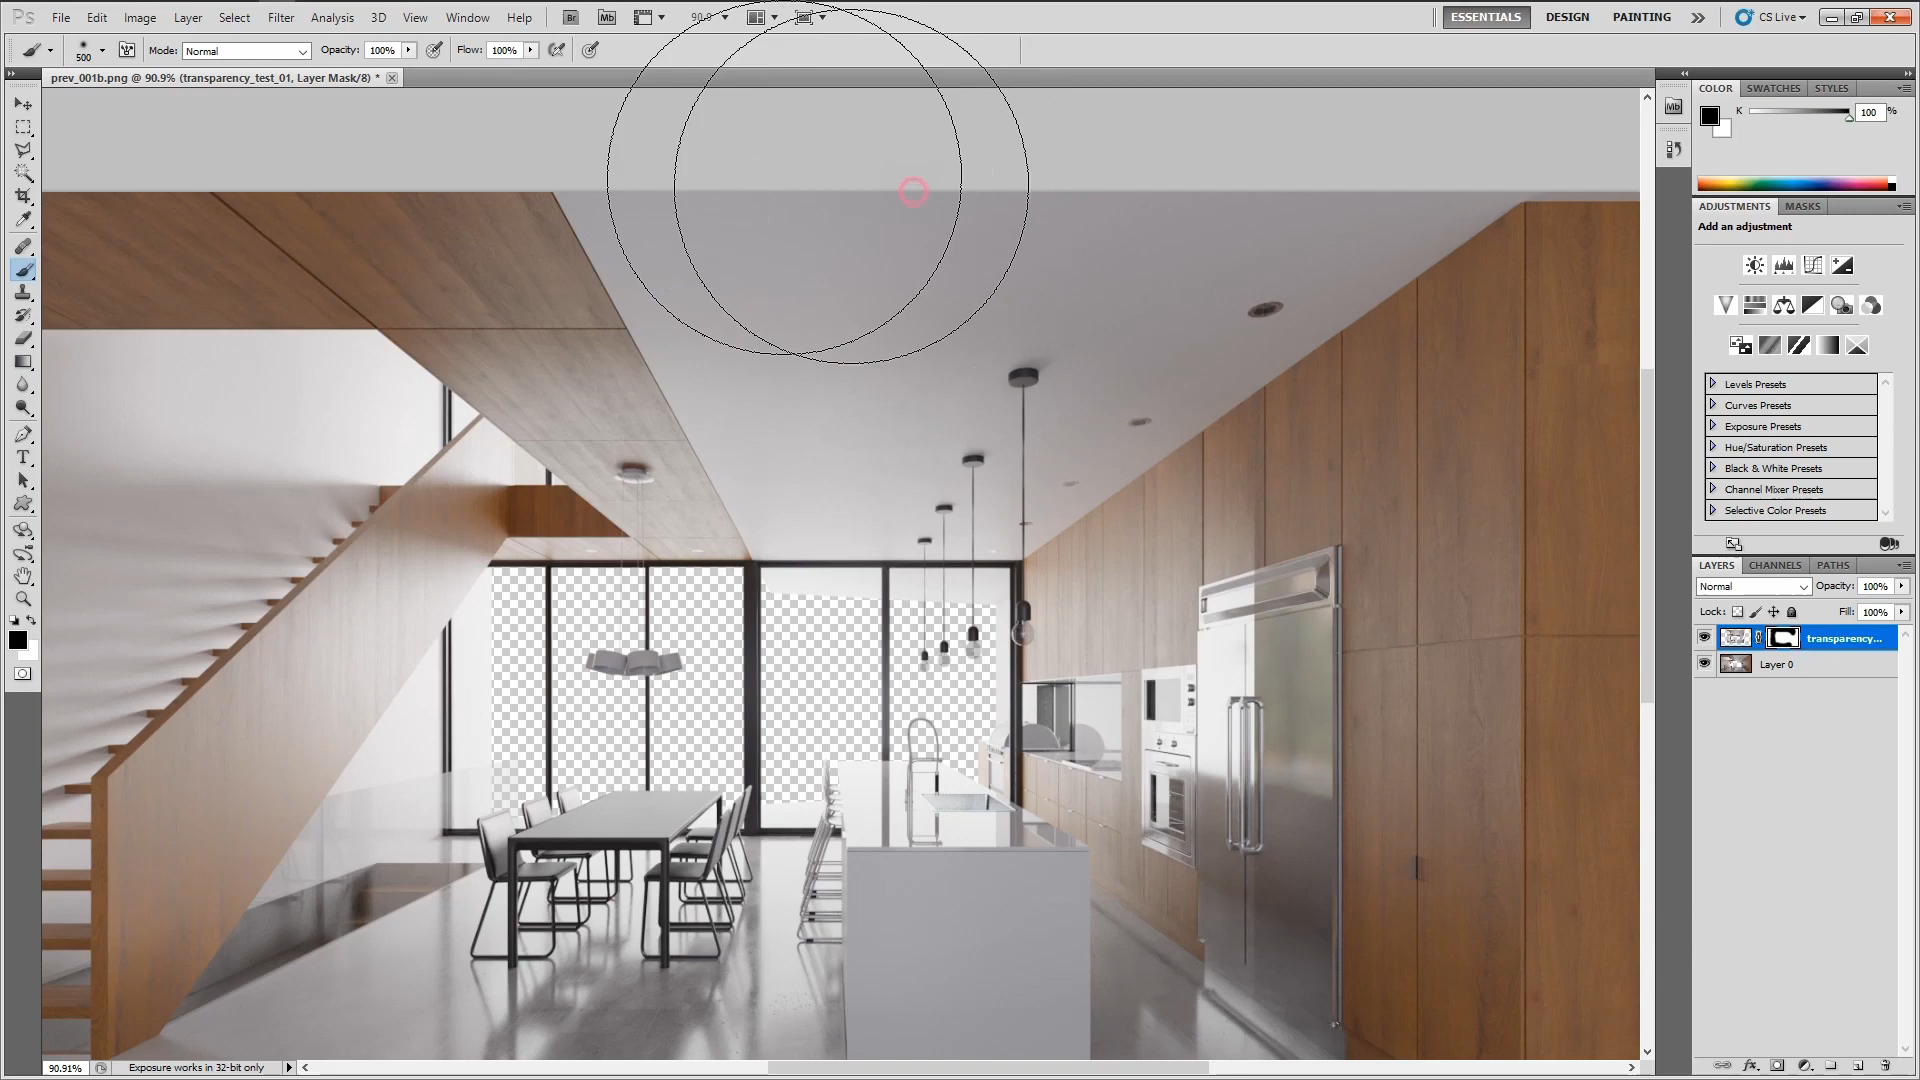 Ps File Edit Image Layer Select Filter Analysis 3D View Window Help Br Mb ESSENTIALS DESIGN PAINTING CS Live
500 Mode: Normal Opacity: 100% Flow: 100%
prev_001b.png @ 90.9% (transparency_test_01, Layer Mask/8) *
COLOR SWATCHES STYLES
Mb
K 100 %
ADJUSTMENTS MASKS
Add an adjustment
Levels Presets
Curves Presets
Exposure Presets
Hue/Saturation Presets
Black & White Presets
Channel Mixer Presets
Selective Color Presets
LAYERS CHANNELS PATHS
Normal Opacity: 100%
Lock: Fill: 100%
transparency...
Layer 0
90.91% Exposure works in 32-bit only